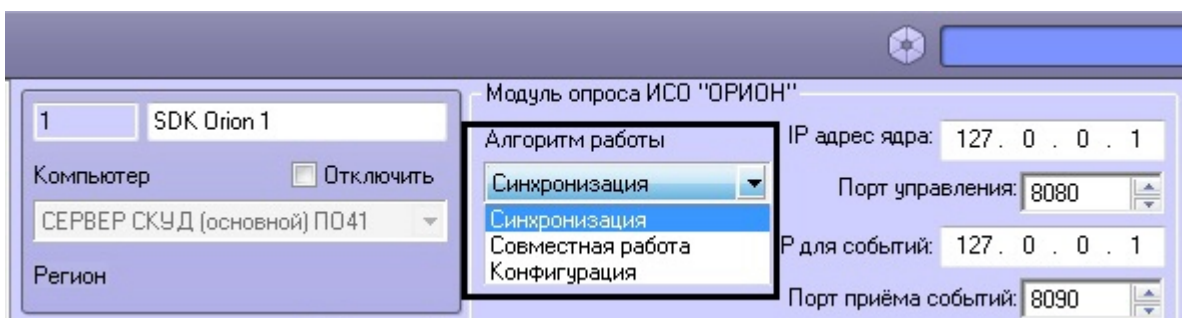 Модуль опроса ИСО "ОРИОН"
1 SDK Orion 1
Компьютер Отключить
СЕРВЕР СКУД (основной) ПО41
Регион
Алгоритм работы
Синхронизация
Синхронизация
Совместная работа
Конфигурация
IP адрес ядра: 127 . 0 . 0 . 1
Порт управления: 8080
P для событий: 127 . 0 . 0 . 1
Порт приёма событий: 8090